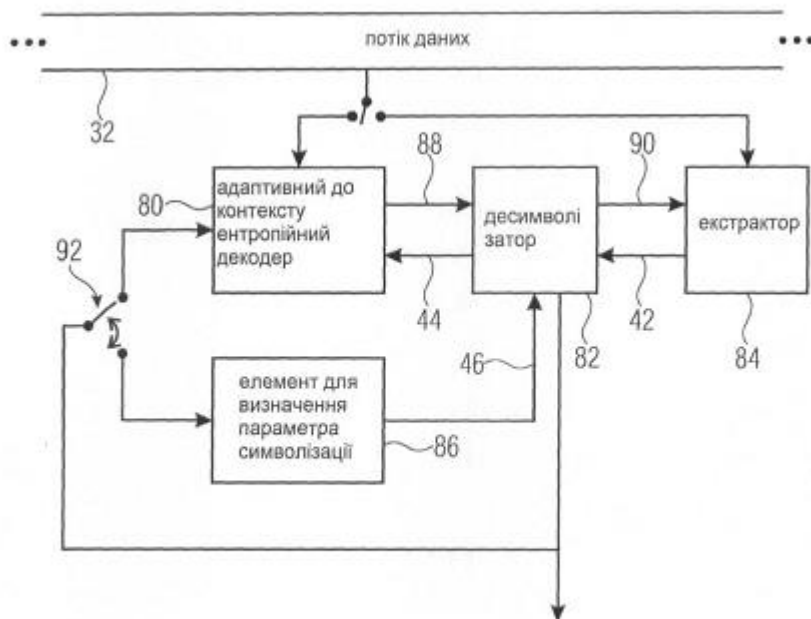 потік даних
32
88
90
80
адаптивний до
контексту
ентропійний
декодер
десимволі
затор
екстрактор
92
44
42
82
84
46
елемент для
визначення
параметра
символізації
86